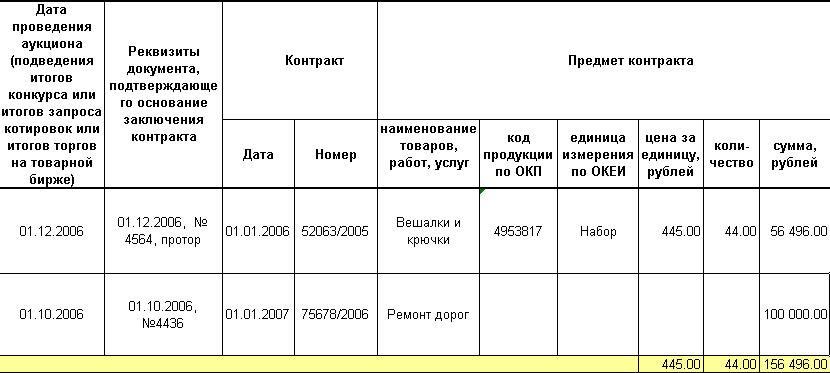 Дата
проведения
аукциона
(подведения
итогов
конкурса или
итогов запроса
котировок или
итогов торгов
на товарной
бирже)
Реквизиты
документа,
подтверждающе
го основание
заключения
контракта
Контракт
Предмет контракта
Дата
Номер
наименование
товаров,
работ, услуг
код
продукции
по ОКП
единица
измерения
по ОКЕИ
цена за
единицу,
рублей
коли-
чество
сумма,
рублей
01.12.2006
01.12.2006, №
4564, протор
01.01.2006
52063/2005
Вешалки и
крючки
4953817
Набор
445.00
44.00
56 496.00
01.10.2006
01.10.2006,
№4436
01.01.2007
75678/2006
Ремонт дорог
100 000.00
445.00
44.00
156 496.00